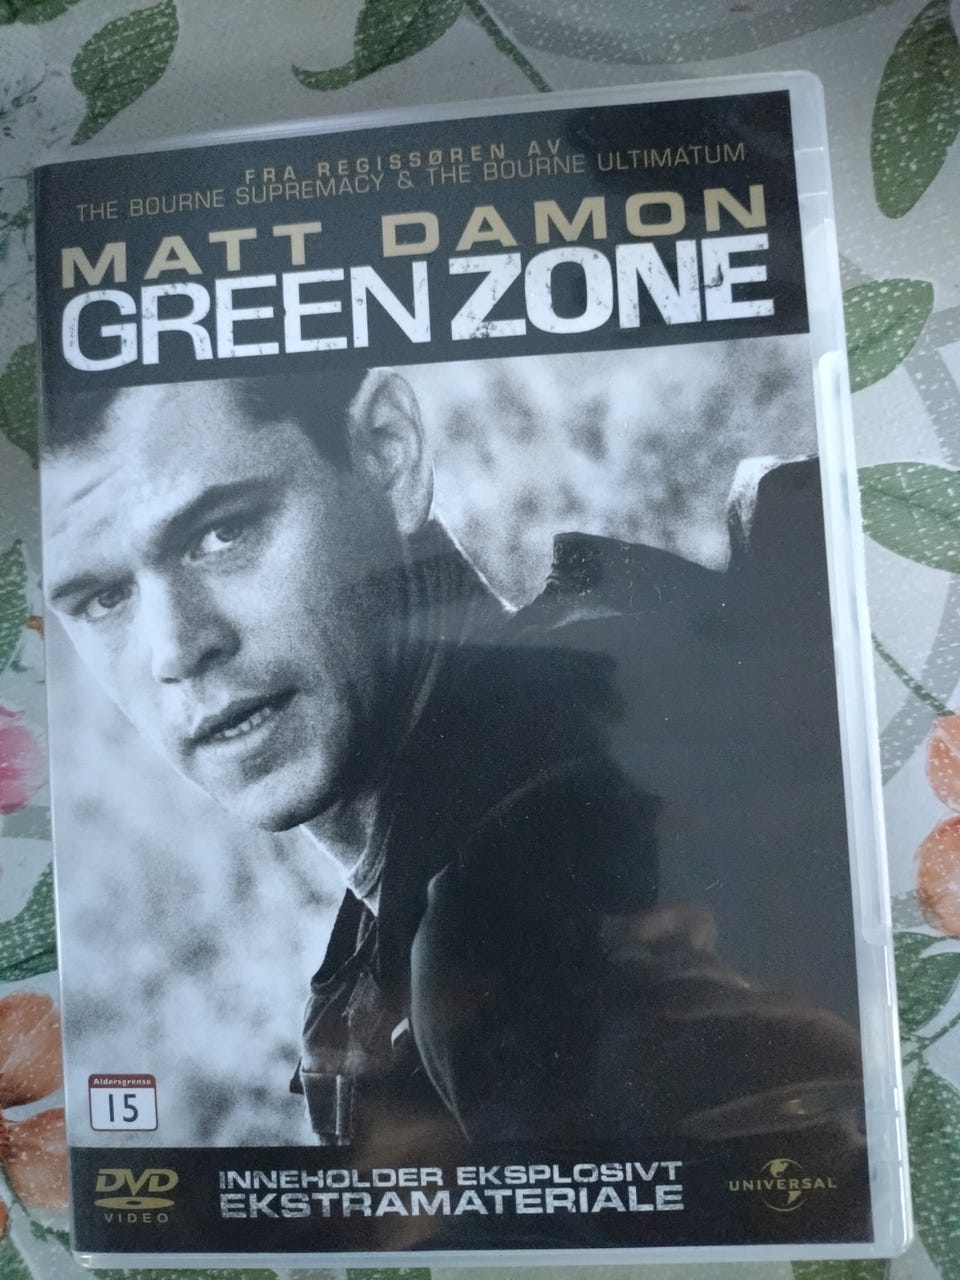 FRA REGISSØREN AV
THE BOURNE SUPREMACY & THE BOURNE ULTIMATUM
MATT DAMON
GREEN ZONE
Aldersgrense
15
DVD
VIDEO
INNEHOLDER EKSPLOSIVT
EKSTRAMATERIALE
UNIVERSAL